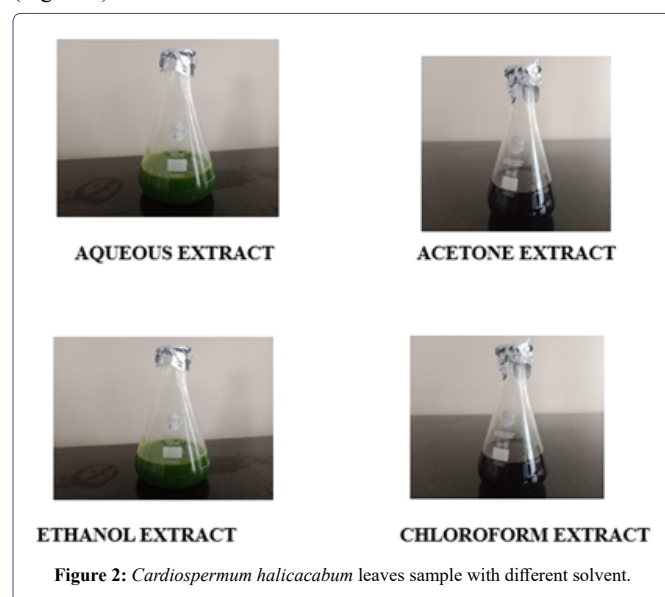 AQUEOUS EXTRACT
ACETONE EXTRACT
ETHANOL EXTRACT
CHLOROFORM EXTRACT
Figure 2: Cardiospermum halicacabum leaves sample with different solvent.